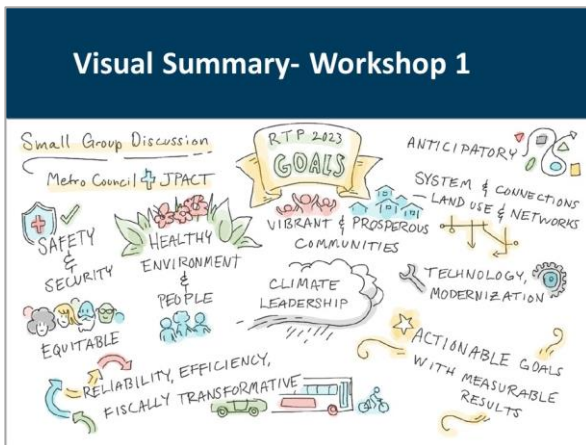 Visual Summary- Workshop 1
Small Group Discussion
Metro Council + JPACT
RTP 2023
GOALS
ANTICIPATORY
SYSTEM & CONNECTIONS
LAND USE & NETWORKS
SAFETY
&
SECURITY
HEALTHY
ENVIRONMENT
&
PEOPLE
VIBRANT & PROSPEROUS
COMMUNITIES
CLIMATE
LEADERSHIP
TECHNOLOGY,
MODERNIZATION
EQUITABLE
ACTIONABLE GOALS
WITH MEASURABLE
RESULTS
RELIABILITY, EFFICIENCY,
FISCALLY TRANSFORMATIVE